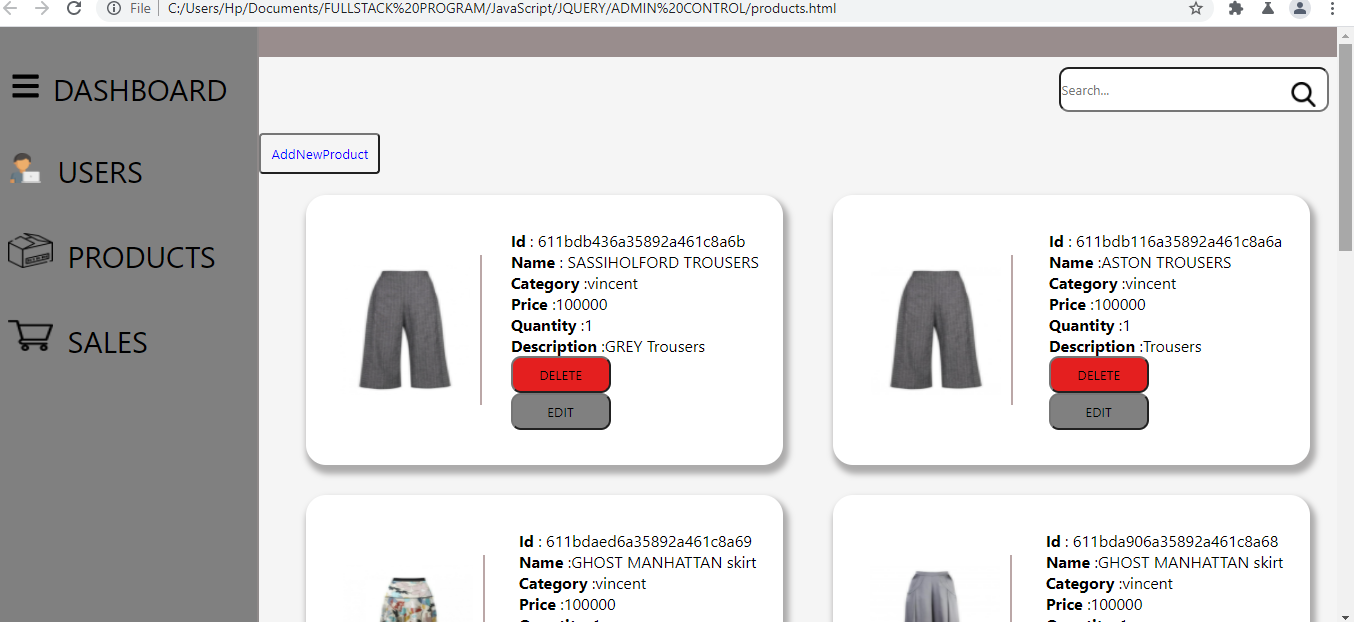 File C:/Users/Hp/Documents/FULLSTACK%20PROGRAM/JavaScript/JQUERY/ADMIN%20CONTROL/products.html
DASHBOARD
USERS
PRODUCTS
SALES
Search...
AddNewProduct
Id : 611bdb436a35892a461c8a6b
Name : SASSIHOLFORD TROUSERS
Category :vincent
Price :100000
Quantity :1
Description :GREY Trousers
DELETE
EDIT
Id : 611bdb116a35892a461c8a6a
Name :ASTON TROUSERS
Category :vincent
Price :100000
Quantity :1
Description :Trousers
DELETE
EDIT
Id : 611bdaed6a35892a461c8a69
Name :GHOST MANHATTAN skirt
Category :vincent
Price :100000
Id : 611bda906a35892a461c8a68
Name :GHOST MANHATTAN skirt
Category :vincent
Price :100000